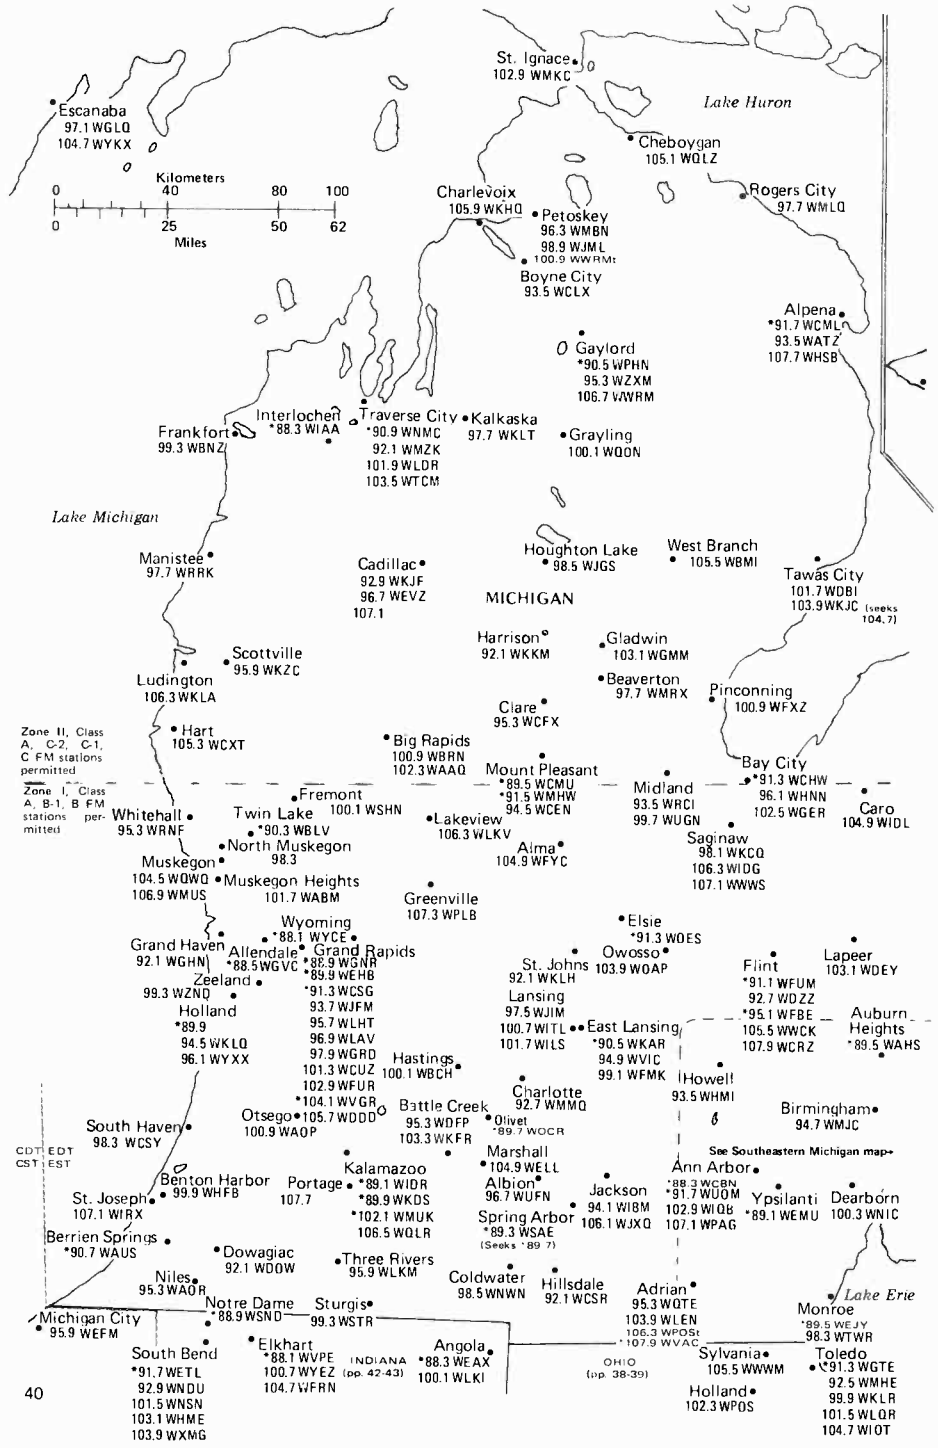 St. Ignace
102.9 WMKC
Lake Huron
Escanaba
97.1 WGLQ
104.7 WYKX
Cheboygan
105.1 WQLZ
Kilometers
0 40 80 100
0 25 50 62
Miles
Charlevoix
105.9 WKHQ
Rogers City
97.7 WMLQ
Petoskey
96.3 WMBN
98.9 WJML
100.9 WWRMt
Boyne City
93.5 WCLX
Alpena
*91.7 WCML
93.5 WATZ
107.7 WHSB
Gaylord
*90.5 WPHN
95.3 WZXM
106.7 WWRM
Interlochen
*88.3 WIAA
Traverse City
*90.9 WNMC
92.1 WMZK
101.9 WLDR
103.5 WTCM
Kalkaska
97.7 WKLT
Frankfort
99.3 WBNZ
Grayling
100.1 WQON
Lake Michigan
Manistee
97.7 WRRK
Cadillac
92.9 WKJF
96.7 WEVZ
107.1
Houghton Lake
98.5 WJGS
West Branch
105.5 WBMI
Tawas City
101.7 WDBI
103.9 WKJC (seeks
104.7)
MICHIGAN
Harrison
92.1 WKKM
Gladwin
103.1 WGMM
Scottville
95.9 WKZC
Ludington
106.3 WKLA
Beaverton
97.7 WMRX
Pinconning
100.9 WFXZ
Clare
95.3 WCFX
Zone II, Class
A, C-2, C-1,
C FM stations
permitted
Hart
105.3 WCXT
Big Rapids
100.9 WBRN
102.3 WAAQ
Mount Pleasant
*89.5 WCMU
*91.5 WMHW
94.5 WCEN
Bay City
*91.3 WCHW
96.1 WHNN
102.5 WGER
Midland
93.5 WRCI
99.7 WUGN
Zone I, Class
A, B-1, B FM
stations per-
mitted
Fremont
100.1 WSHN
Caro
104.9 WIDL
Whitehall
95.3 WRNF
Twin Lake
*90.3 WBLV
Lakeview
106.3 WLKV
Saginaw
98.1 WKCQ
106.3 WIDG
107.1 WWWS
North Muskegon
98.3
Alma
104.9 WFYC
Muskegon
104.5 WQWQ
106.9 WMUS
Muskegon Heights
101.7 WABM
Greenville
107.3 WPLB
Wyoming
*88.1 WYCE
Elsie
*91.3 WOES
Grand Haven
92.1 WGHN
Allendale
*88.5 WGVC
Grand Rapids
*88.9 WGNR
*89.9 WEHB
*91.3 WCSG
93.7 WJFM
95.7 WLHT
96.9 WLAV
97.9 WGRD
101.3 WCUZ
102.9 WFUR
*104.1 WVGR
105.7 WDDD
St. Johns
92.1 WKLH
Owosso
103.9 WOAP
Flint
*91.1 WFUM
92.7 WDZZ
*95.1 WFBE
105.5 WWCK
107.9 WCRZ
Lapeer
103.1 WDEY
Zeeland
99.3 WZND
Holland
*89.9
94.5 WKLQ
96.1 WYXX
Lansing
97.5 WJIM
100.7 WITL
101.7 WILS
East Lansing
*90.5 WKAR
94.9 WVIC
99.1 WFMK
Auburn
Heights
*89.5 WAHS
Hastings
100.1 WBCH
Howell
93.5 WHMI
Charlotte
92.7 WMMQ
Otsego
100.9 WAOP
Battle Creek
95.3 WDFP
103.3 WKFR
Olivet
*89.7 WOCR
Birmingham
94.7 WMJC
South Haven
98.3 WCSY
See Southeastern Michigan map
CDT EDT
CST EST
Marshall
104.9 WELL
Kalamazoo
*89.1 WIDR
*89.9 WKDS
*102.1 WMUK
106.5 WQLR
Portage
107.7
Ann Arbor
*88.3 WCBN
*91.7 WUOM
102.9 WIQB
107.1 WPAG
Benton Harbor
99.9 WHFB
Albion
96.7 WUFN
Jackson
94.1 WIBM
106.1 WJXQ
St. Joseph
107.1 WIRX
Ypsilanti
*89.1 WEMU
Dearborn
100.3 WNIC
Spring Arbor
*89.3 WSAE
(Seeks *89.7)
Berrien Springs
*90.7 WAUS
Dowagiac
92.1 WDOW
Three Rivers
95.9 WLKM
Niles
95.3 WAOR
Coldwater
98.5 WNWN
Hillsdale
92.1 WCSR
Adrian
95.3 WQTE
103.9 WLEN
106.3 WPOSt
*107.9 WVAC
Lake Erie
Notre Dame
*88.9 WSND
Sturgis
99.3 WSTR
Monroe
*89.5 WEJY
98.3 WTWR
Michigan City
95.9 WEFM
South Bend
*91.7 WETL
92.9 WNDU
101.5 WNSN
103.1 WHME
103.9 WXMG
Elkhart
*88.1 WVPE
100.7 WYEZ
104.7 WFRN
INDIANA
(pp. 42-43)
Angola
*88.3 WEAX
100.1 WLKI
OHIO
(pp. 38-39)
Sylvania
105.5 WWWM
Toledo
*91.3 WGTE
92.5 WMHE
99.9 WKLR
101.5 WLQR
104.7 WIOT
Holland
102.3 WPOS
40